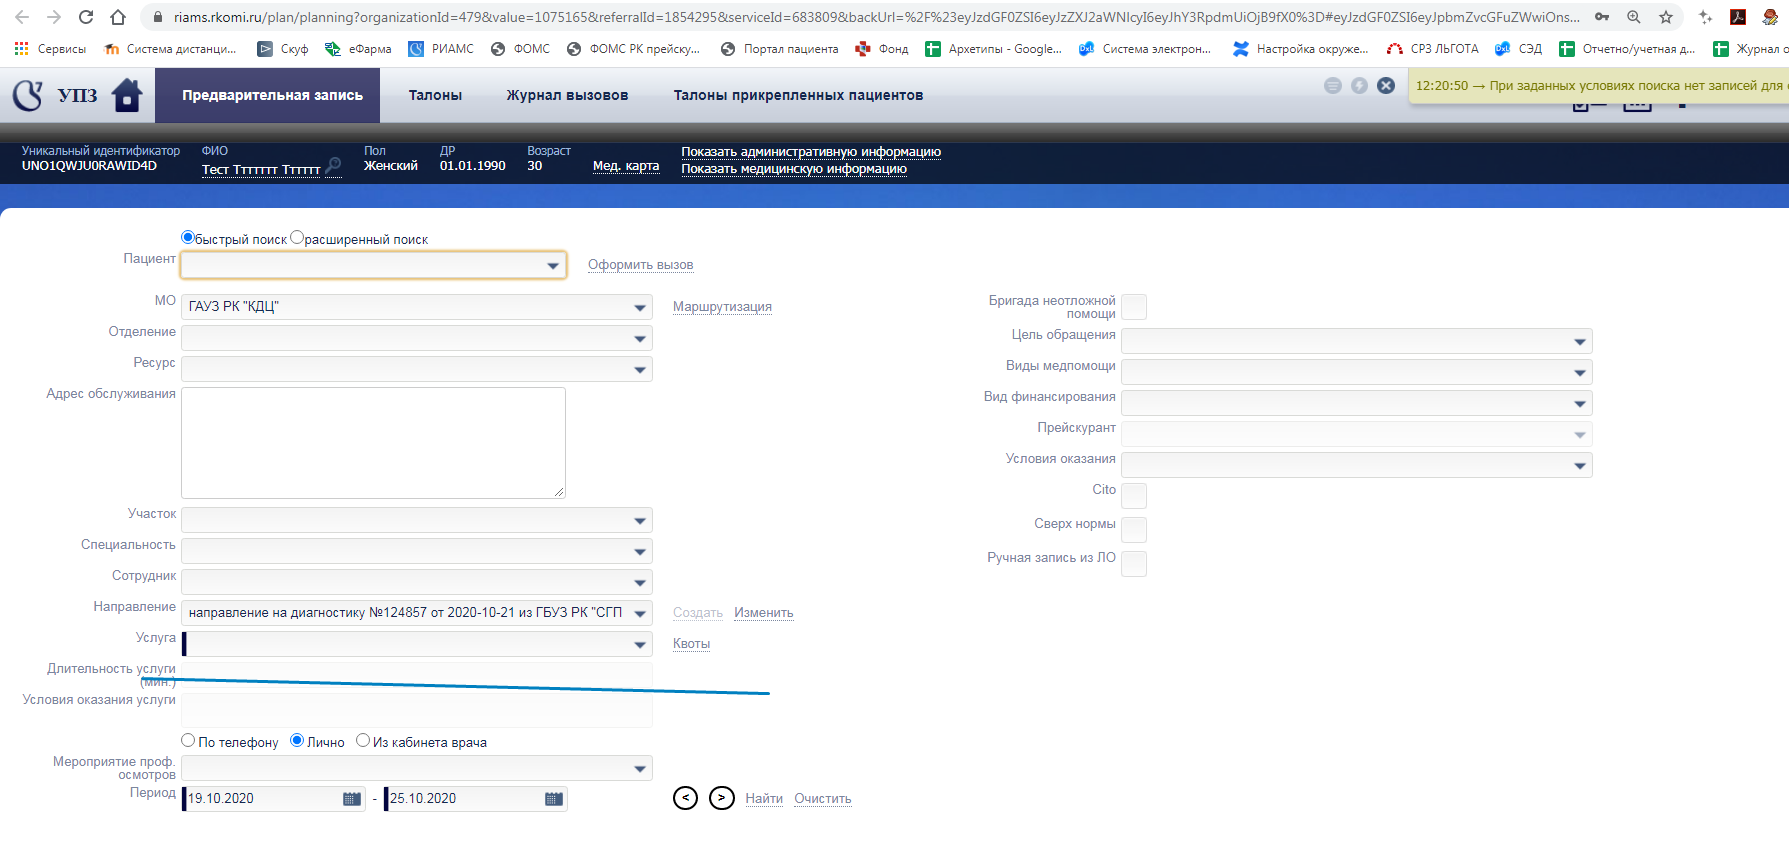 riams.rkomi.ru/plan/planning?organizationId=479&value=1075165&referralId=1854295&serviceId=683809&backUrl=%2F%23eyJzdGF0ZSI6eyJzZXJ2aWNlIjoiY3RpdmUiOjB9fX0%3D#eyJzdGF0ZSI6eyJpbmZvcGFuZWwiOns...
Сервисы Система дистанци... Скуф еФарма РИАМС ФОМС ФОМС РК прейску... Портал пациента Фонд Архетипы - Google... Система электрон... Настройка окруже... СРЗ ЛЬГОТА СЭД Отчетно/учетная д... Журнал о
УПЗ Предварительная запись Талоны Журнал вызовов Талоны прикрепленных пациентов
12:20:50 → При заданных условиях поиска нет записей для
Уникальный идентификатор ФИО Пол ДР Возраст Показать административную информацию
UNO1QWJU0RAWID4D Тест Тттттт Тттттт Женский 01.01.1990 30 Мед. карта Показать медицинскую информацию
быстрый поиск расширенный поиск
Пациент Оформить вызов
МО ГАУЗ РК "КДЦ" Маршрутизация Бригада неотложной
помощи
Отделение Цель обращения
Ресурс Виды медпомощи
Адрес обслуживания Вид финансирования
Прейскурант
Условия оказания
Cito
Участок Сверх нормы
Специальность Ручная запись из ЛО
Сотрудник
Направление направление на диагностику №124857 от 2020-10-21 из ГБУЗ РК "СГП Создать Изменить
Услуга Квоты
Длительность услуги
(мин.)
Условия оказания услуги
По телефону Лично Из кабинета врача
Мероприятие проф.
осмотров
Период 19.10.2020 - 25.10.2020 < > Найти Очистить